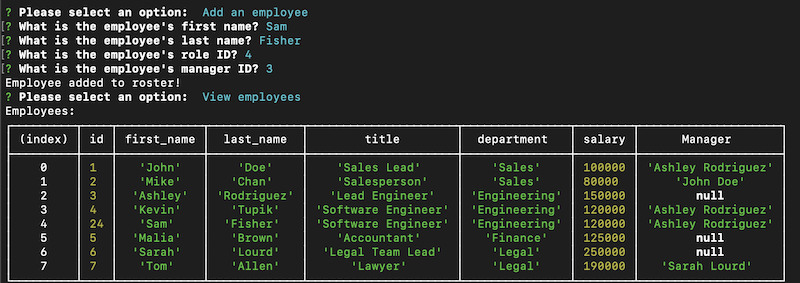 ? Please select an option: Add an employee
[? What is the employee's first name? Sam
[? What is the employee's last name? Fisher
[? What is the employee's role ID? 4
[? What is the employee's manager ID? 3
Employee added to roster!
? Please select an option: View employees
Employees:
(index) id first_name last_name title department salary Manager
0 1 'John' 'Doe' 'Sales Lead' 'Sales' 100000 'Ashley Rodriguez'
1 2 'Mike' 'Chan' 'Salesperson' 'Sales' 80000 'John Doe'
2 3 'Ashley' 'Rodriguez' 'Lead Engineer' 'Engineering' 150000 null
3 4 'Kevin' 'Tupik' 'Software Engineer' 'Engineering' 120000 'Ashley Rodriguez'
4 24 'Sam' 'Fisher' 'Software Engineer' 'Engineering' 120000 'Ashley Rodriguez'
5 5 'Malia' 'Brown' 'Accountant' 'Finance' 125000 null
6 6 'Sarah' 'Lourd' 'Legal Team Lead' 'Legal' 250000 null
7 7 'Tom' 'Allen' 'Lawyer' 'Legal' 190000 'Sarah Lourd'